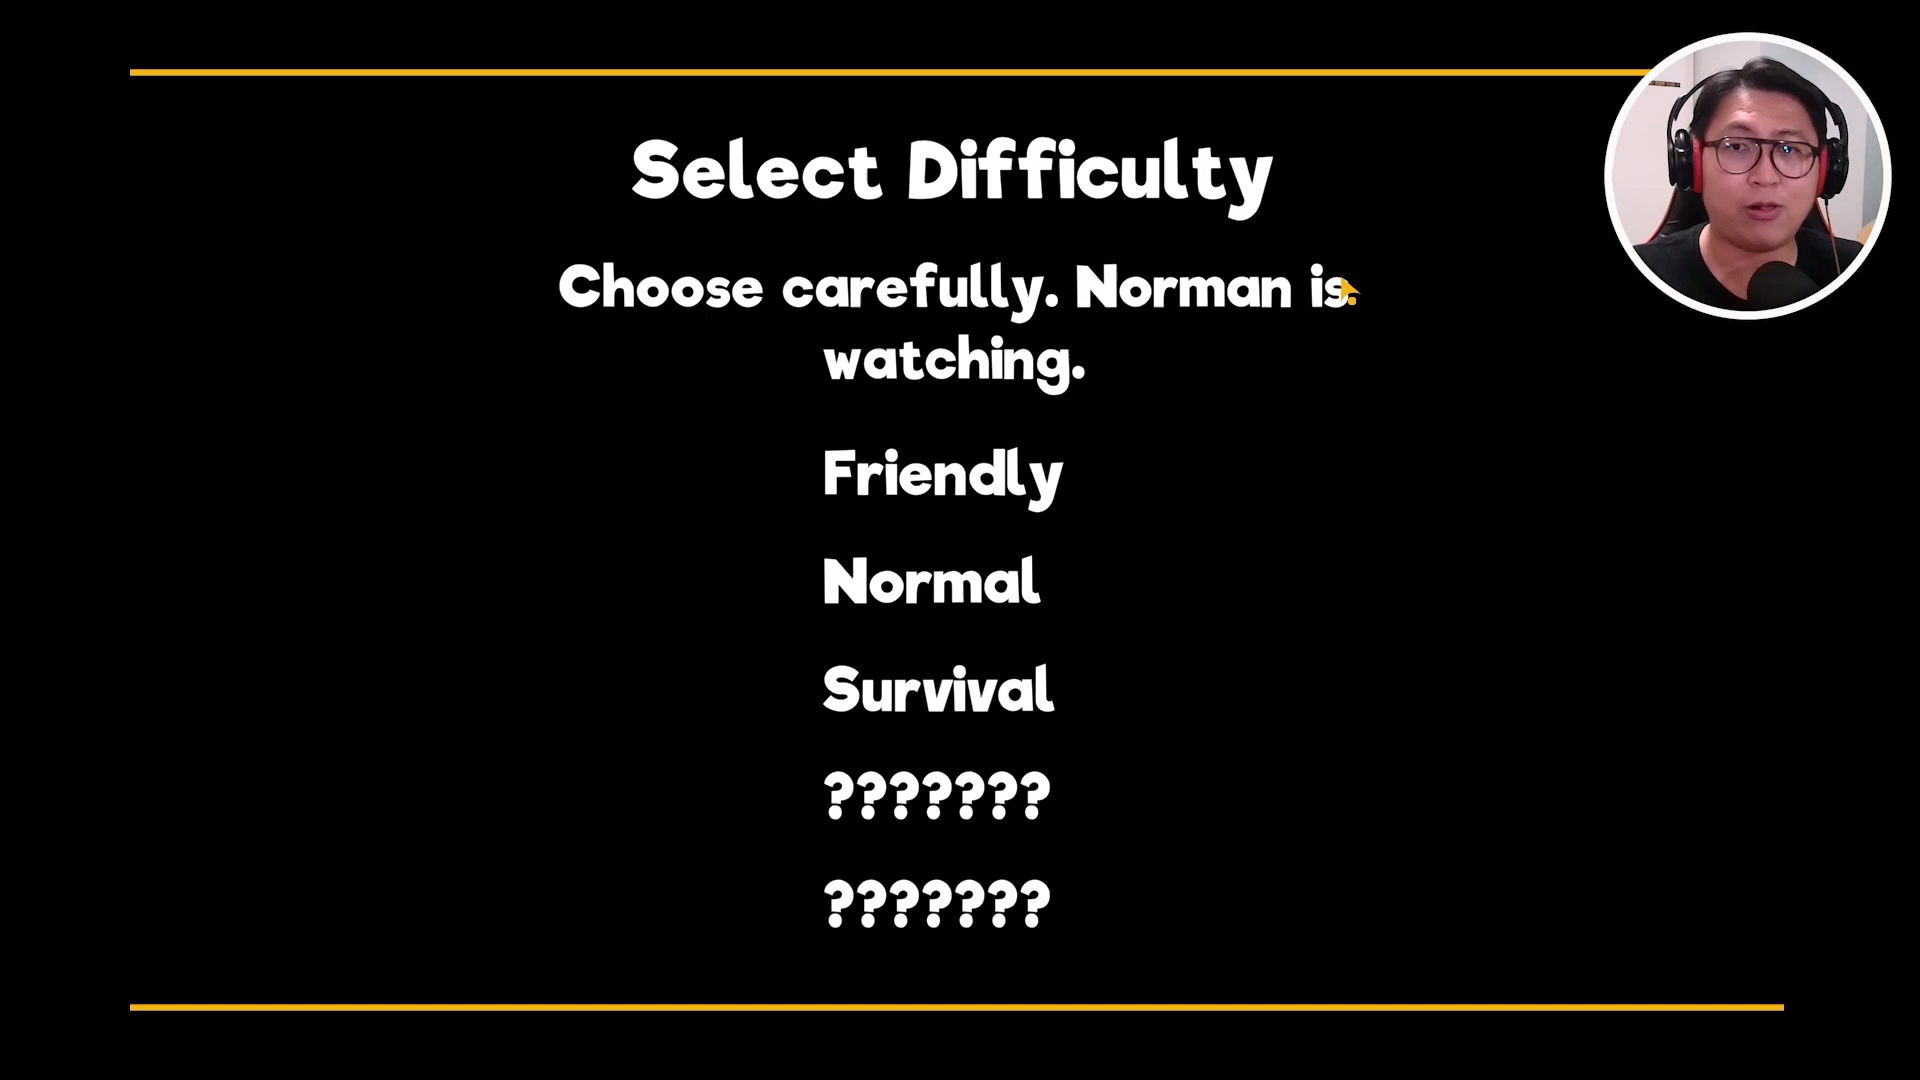 Select Difficulty
Choose carefully. Norman is
watching.
Friendly
Normal
Survival
???????
???????